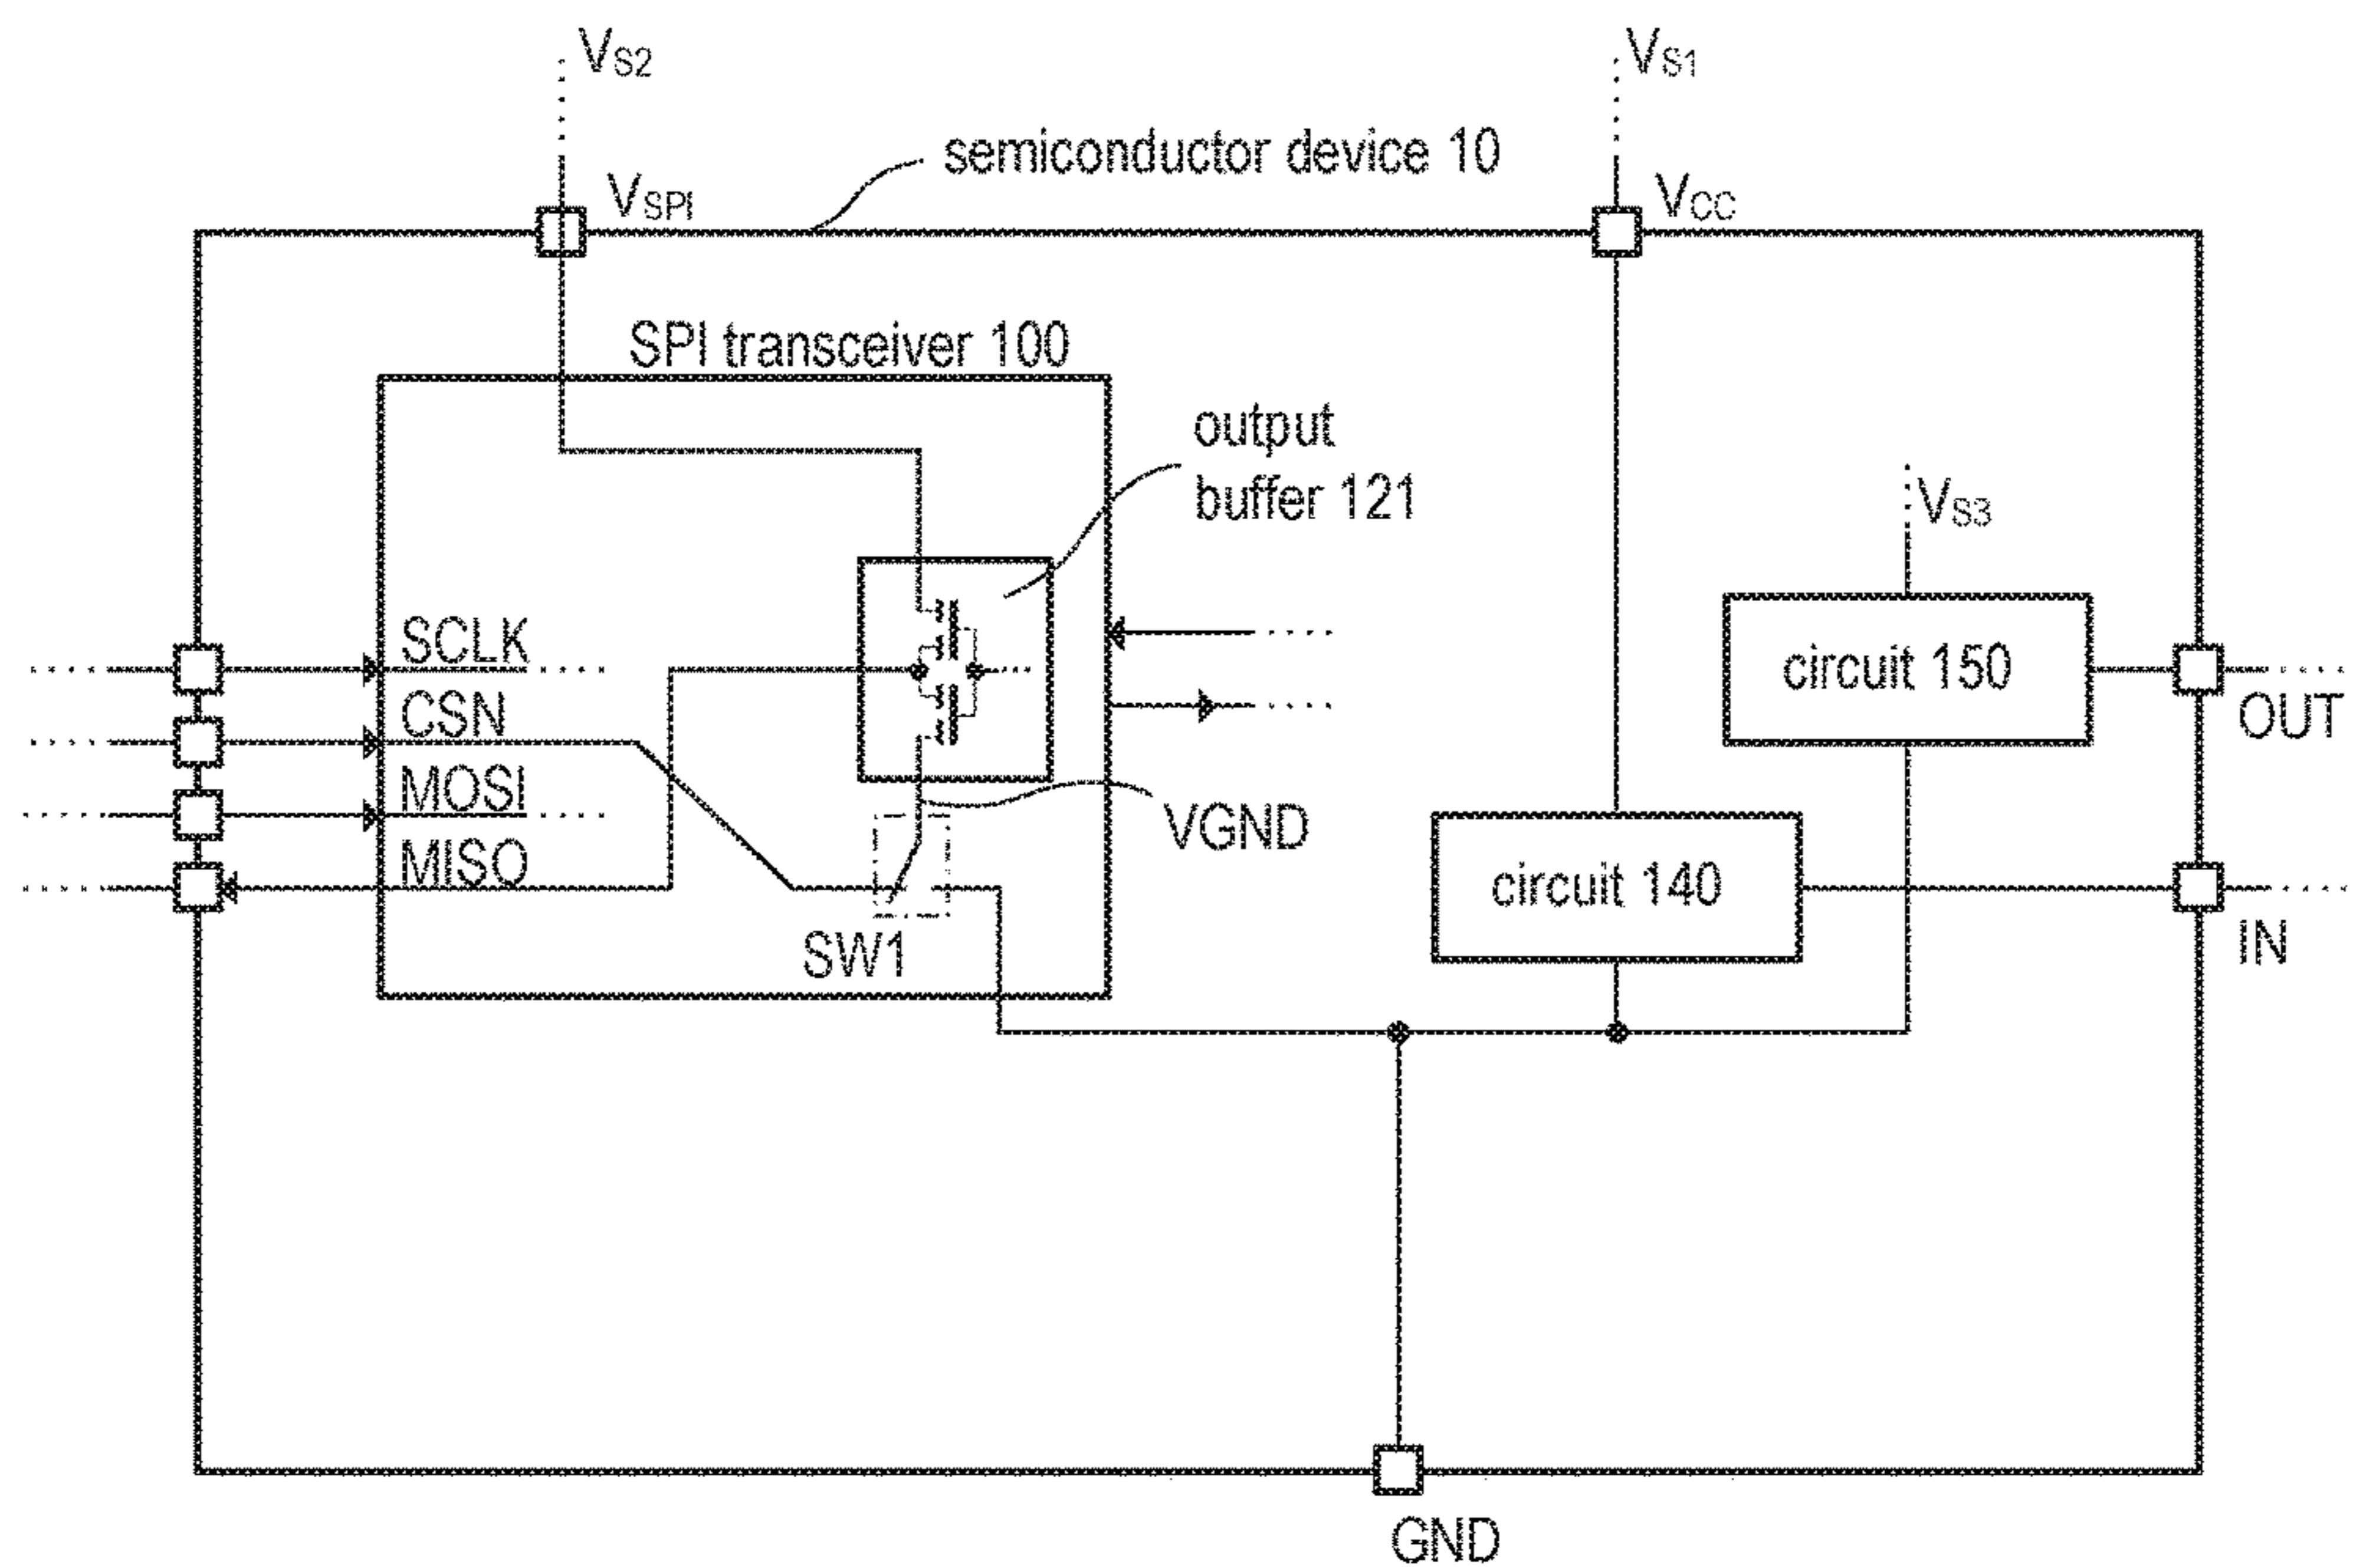 VS2
VS1
semiconductor device 10
VSPI
VCC
SPI transceiver 100
output
buffer 121
VS3
SCLK
circuit 150
CSN
OUT
MOSI
VGND
MISO
circuit 140
SW1
IN
GND